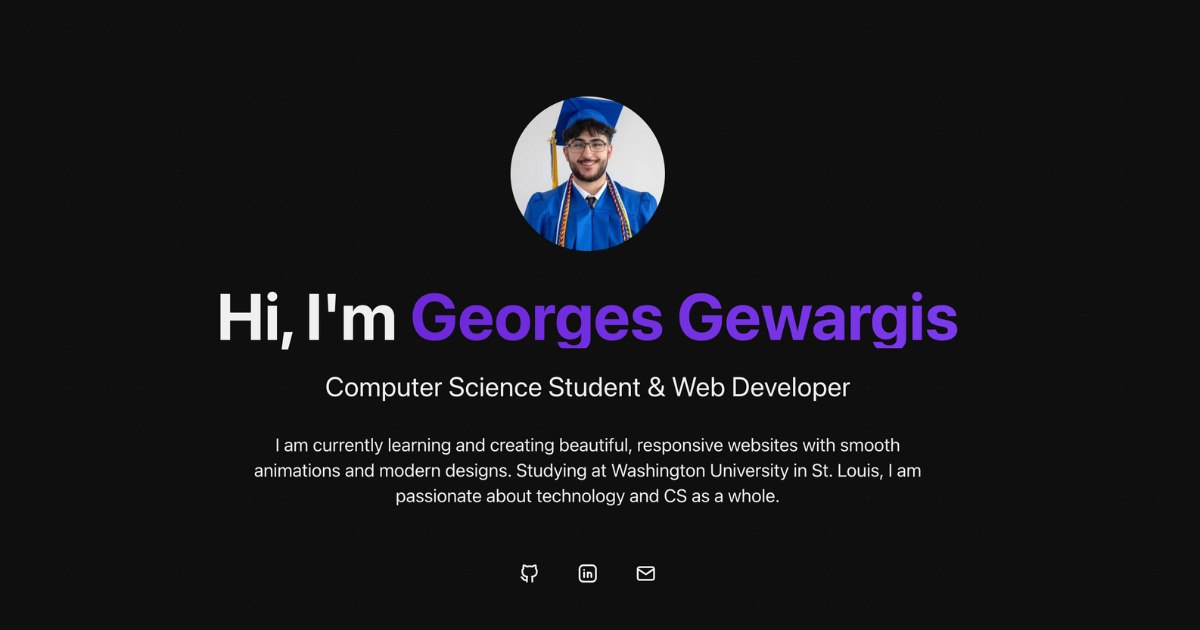 Hi, I'm Georges Gewargis
Computer Science Student & Web Developer
I am currently learning and creating beautiful, responsive websites with smooth
animations and modern designs. Studying at Washington University in St. Louis, I am
passionate about technology and CS as a whole.
in